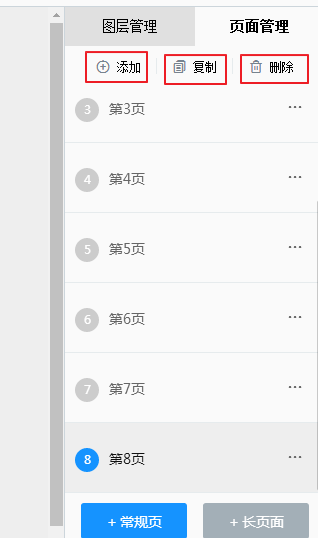 图层管理 页面管理
添加 复制 删除
3 第3页 ...
4 第4页 ...
5 第5页 ...
6 第6页 ...
7 第7页 ...
8 第8页 ...
+ 常规页 + 长页面